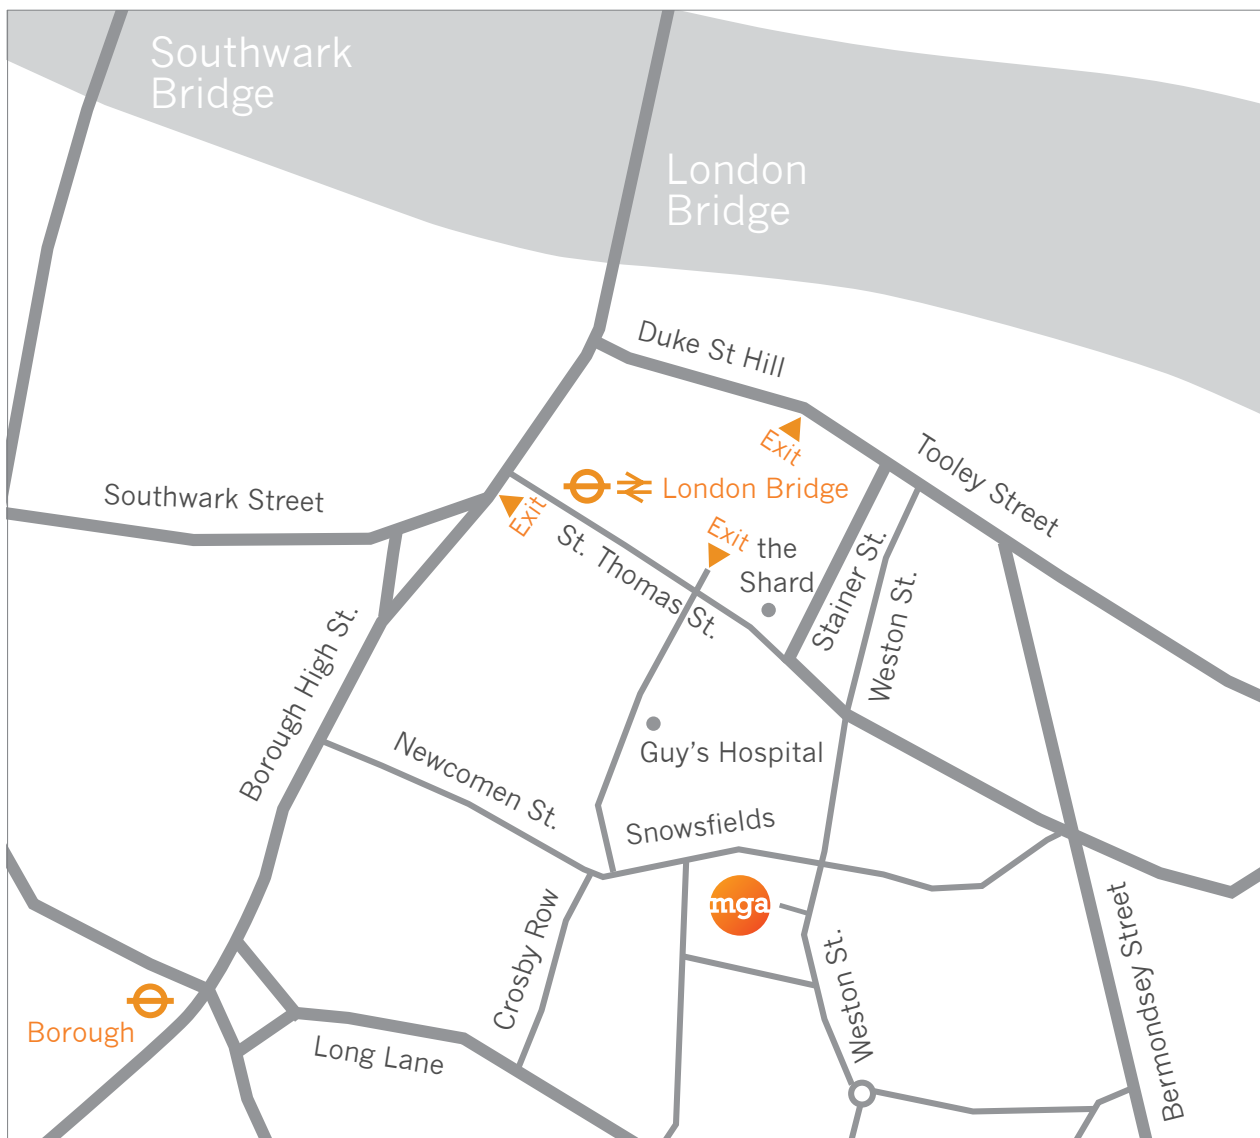 Southwark
Bridge
London
Bridge
Duke St Hill
Exit
Tooley Street
London Bridge
Southwark Street
Exit
Exit
the
Shard
St. Thomas St.
Stainer St.
Weston St.
Borough High St.
Guy's Hospital
Newcomen St.
Snowsfields
mga
Crosby Row
Weston St.
Bermondsey Street
Borough
Long Lane